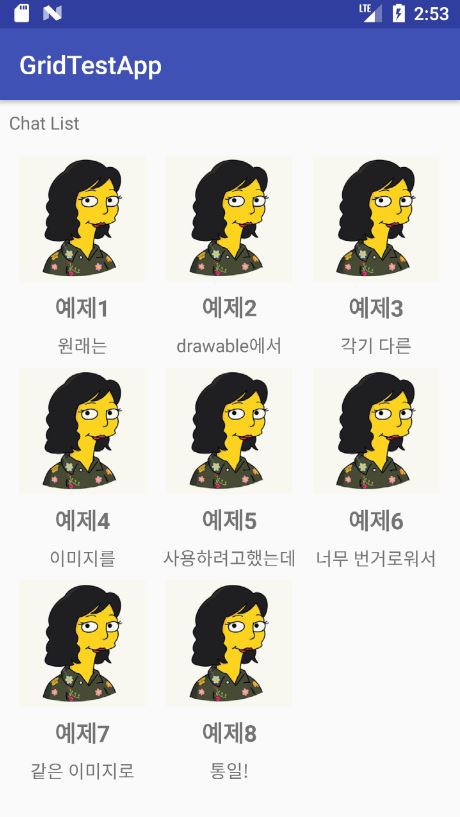 LTE 2:53
GridTestApp
Chat List
예제1 예제2 예제3
원래는 drawable에서 각기 다른
예제4 예제5 예제6
이미지를 사용하려고했는데 너무 번거로워서
예제7 예제8
같은 이미지로 통일!